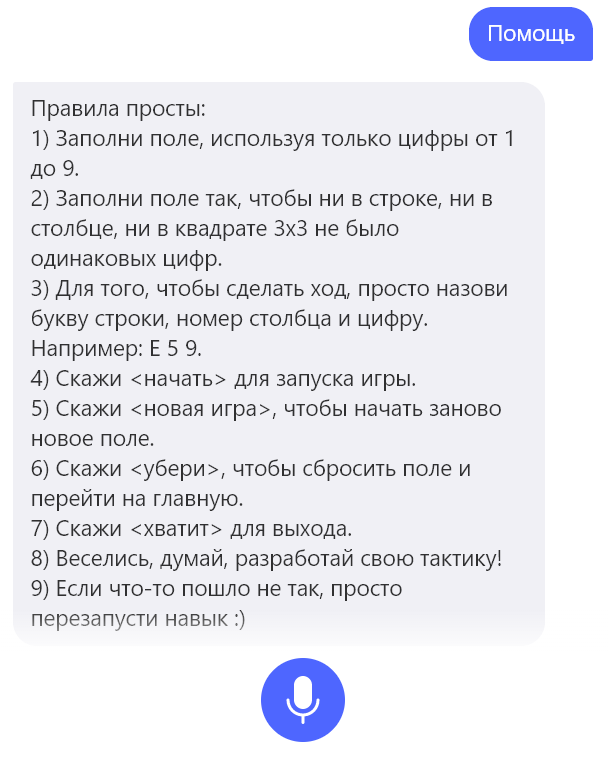 Помощь
Правила просты:
1) Заполни поле, используя только цифры от 1
до 9.
2) Заполни поле так, чтобы ни в строке, ни в
столбце, ни в квадрате 3х3 не было
одинаковых цифр.
3) Для того, чтобы сделать ход, просто назови
букву строки, номер столбца и цифру.
Например: Е 5 9.
4) Скажи <начать> для запуска игры.
5) Скажи <новая игра>, чтобы начать заново
новое поле.
6) Скажи <убери>, чтобы сбросить поле и
перейти на главную.
7) Скажи <хватит> для выхода.
8) Веселись, думай, разработай свою тактику!
9) Если что-то пошло не так, просто
перезапусти навык :)